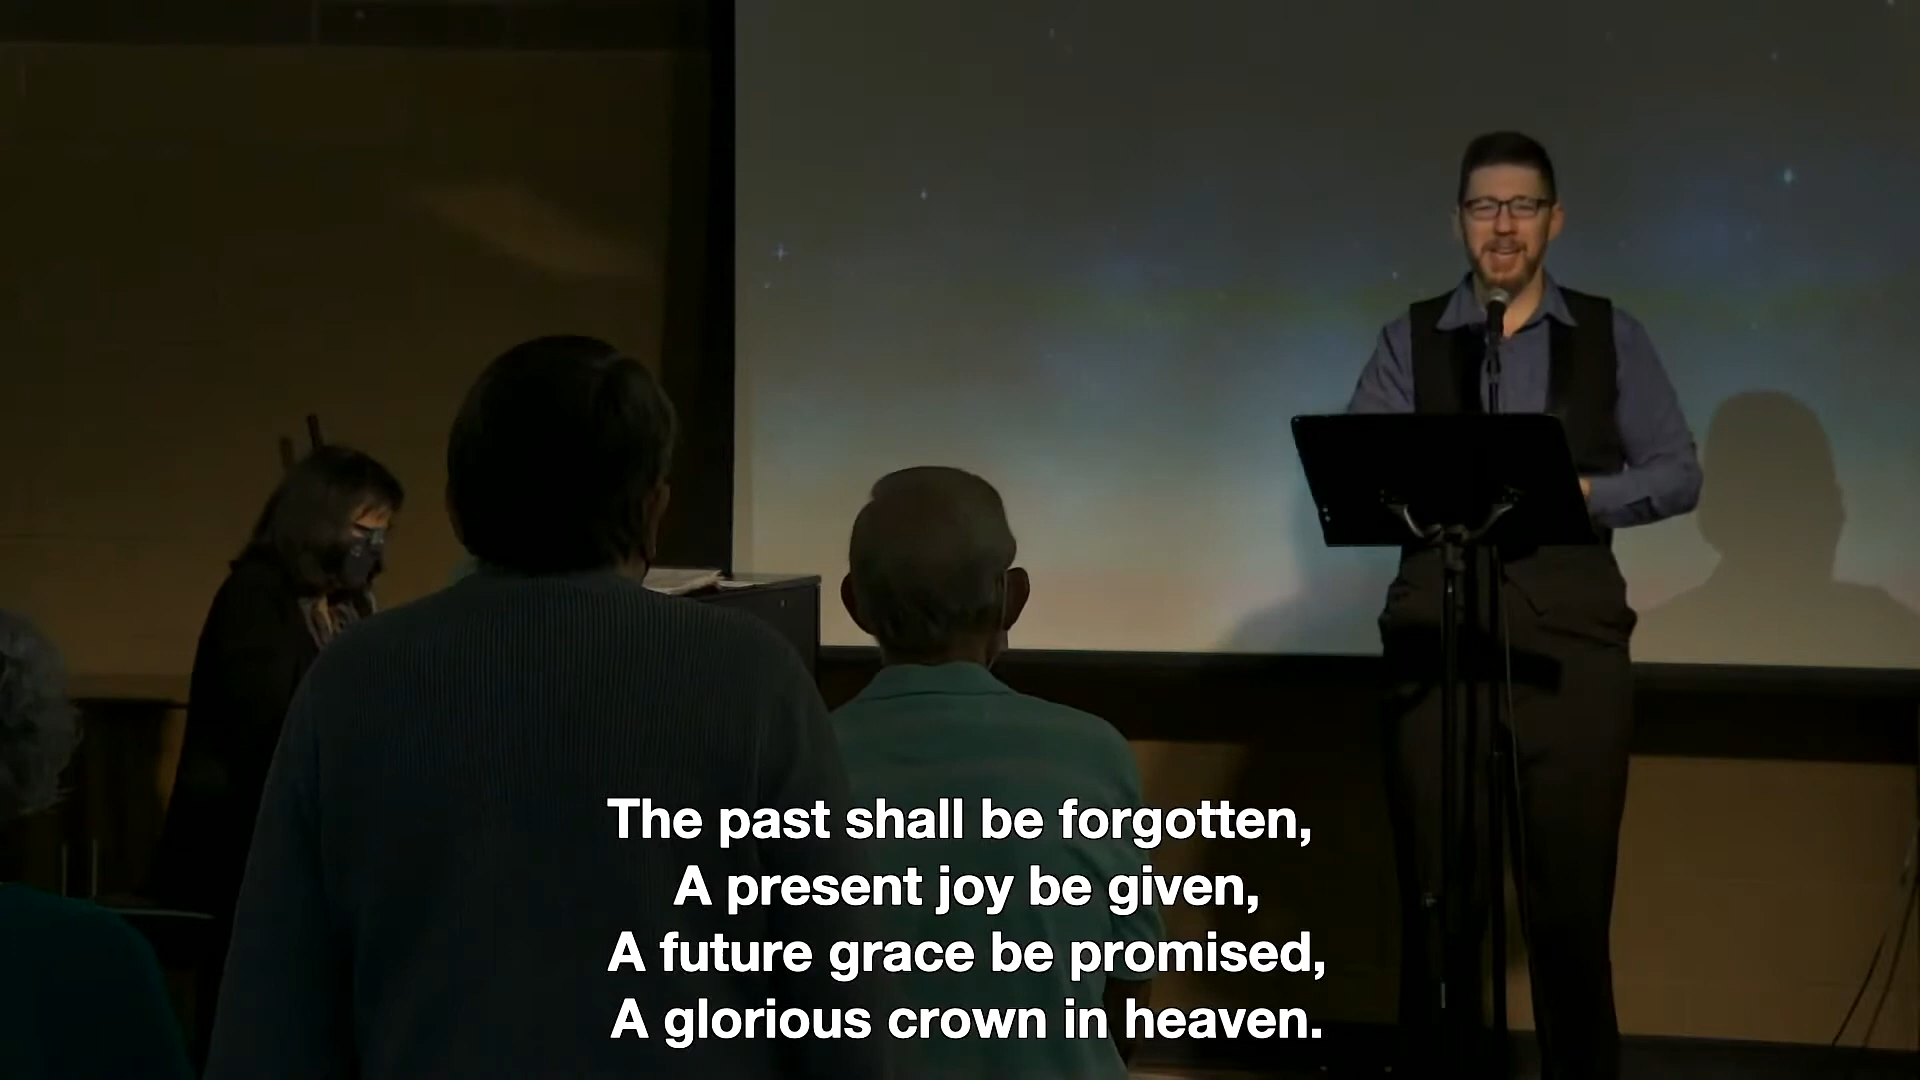 The past shall be forgotten,
A present joy be given,
A future grace be promised,
A glorious crown in heaven.